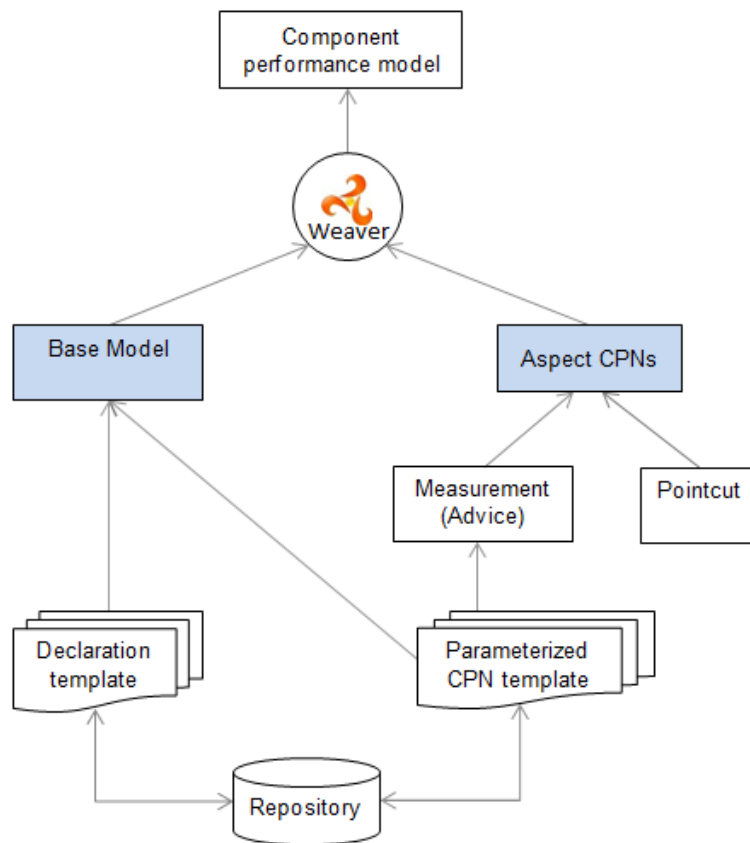 Component
performance model
Weaver
Base Model
Aspect CPNs
Measurement
(Advice)
Pointcut
Declaration
template
Parameterized
CPN template
Repository